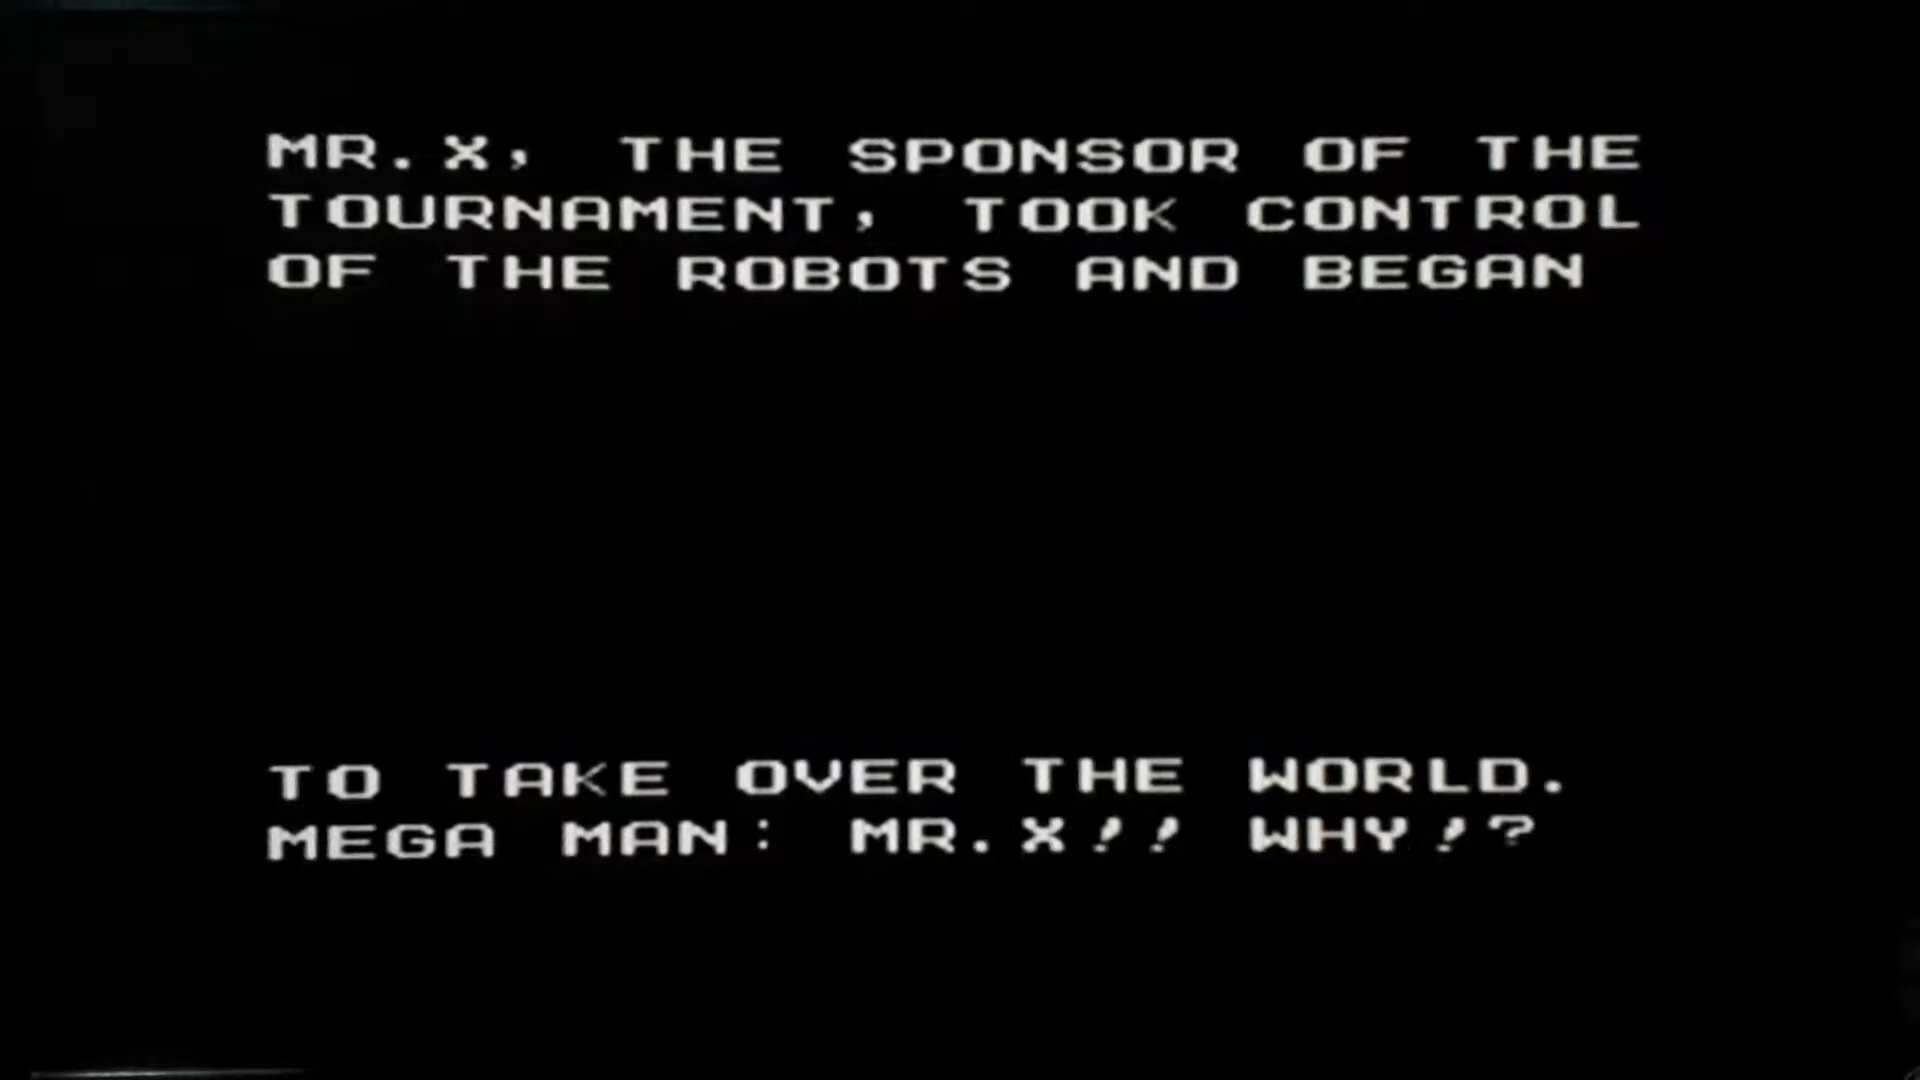 MR.X, THE SPONSOR OF THE
TOURNAMENT, TOOK CONTROL
OF THE ROBOTS AND BEGAN
TO TAKE OVER THE WORLD.
MEGA MAN: MR.X!! WHY!?